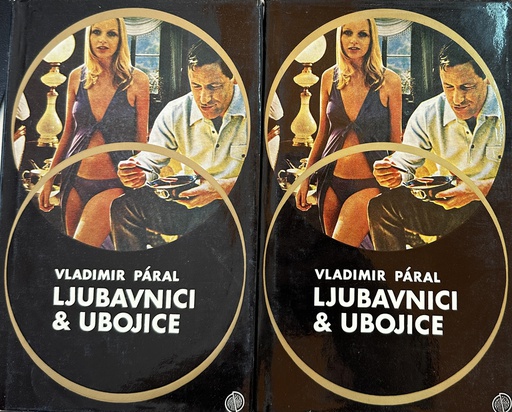 VLADIMIR PÁRAL
LJUBAVNICI
& UBOJICE
VLADIMIR PÁRAL
LJUBAVNICI
& UBOJICE